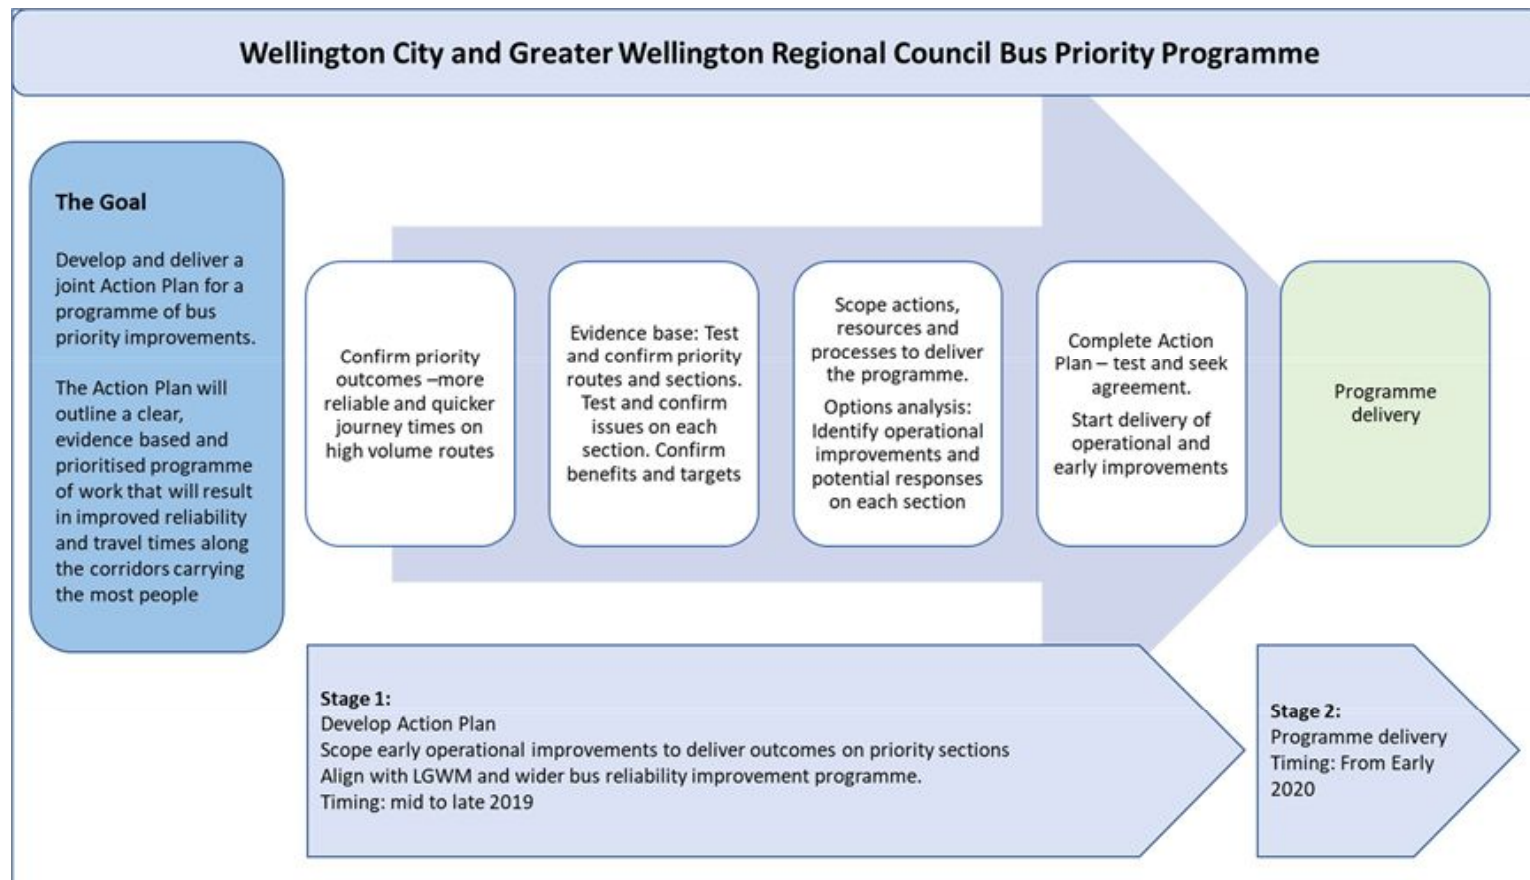 Wellington City and Greater Wellington Regional Council Bus Priority Programme
The Goal
Develop and deliver a
joint Action Plan for a
programme of bus
priority improvements.
The Action Plan will
outline a clear,
evidence based and
prioritised programme
of work that will result
in improved reliability
and travel times along
the corridors carrying
the most people
Confirm priority
outcomes –more
reliable and quicker
journey times on
high volume routes
Evidence base: Test
and confirm priority
routes and sections.
Test and confirm
issues on each
section. Confirm
benefits and targets
Scope actions,
resources and
processes to deliver
the programme.
Options analysis:
Identify operational
improvements and
potential responses
on each section
Complete Action
Plan – test and seek
agreement.
Start delivery of
operational and
early improvements
Programme
delivery
Stage 1:
Develop Action Plan
Scope early operational improvements to deliver outcomes on priority sections
Align with LGWM and wider bus reliability improvement programme.
Timing: mid to late 2019
Stage 2:
Programme delivery
Timing: From Early
2020